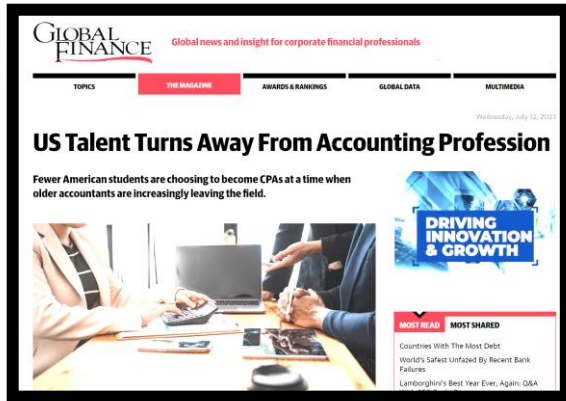 GLOBAL
FINANCE
Global news and insight for corporate financial professionals
TOPICS
THE MAGAZINE
AWARDS & RANKINGS
GLOBAL DATA
MULTIMEDIA
Wednesday, July 12, 2023
US Talent Turns Away From Accounting Profession
Fewer American students are choosing to become CPAs at a time when
older accountants are increasingly leaving the field.
DRIVING
INNOVATION
& GROWTH
MOST READ
MOST SHARED
Countries With The Most Debt
World's Safest Unfazed By Recent Bank
Failures
Lamborghini's Best Year Ever, Again: Q&A